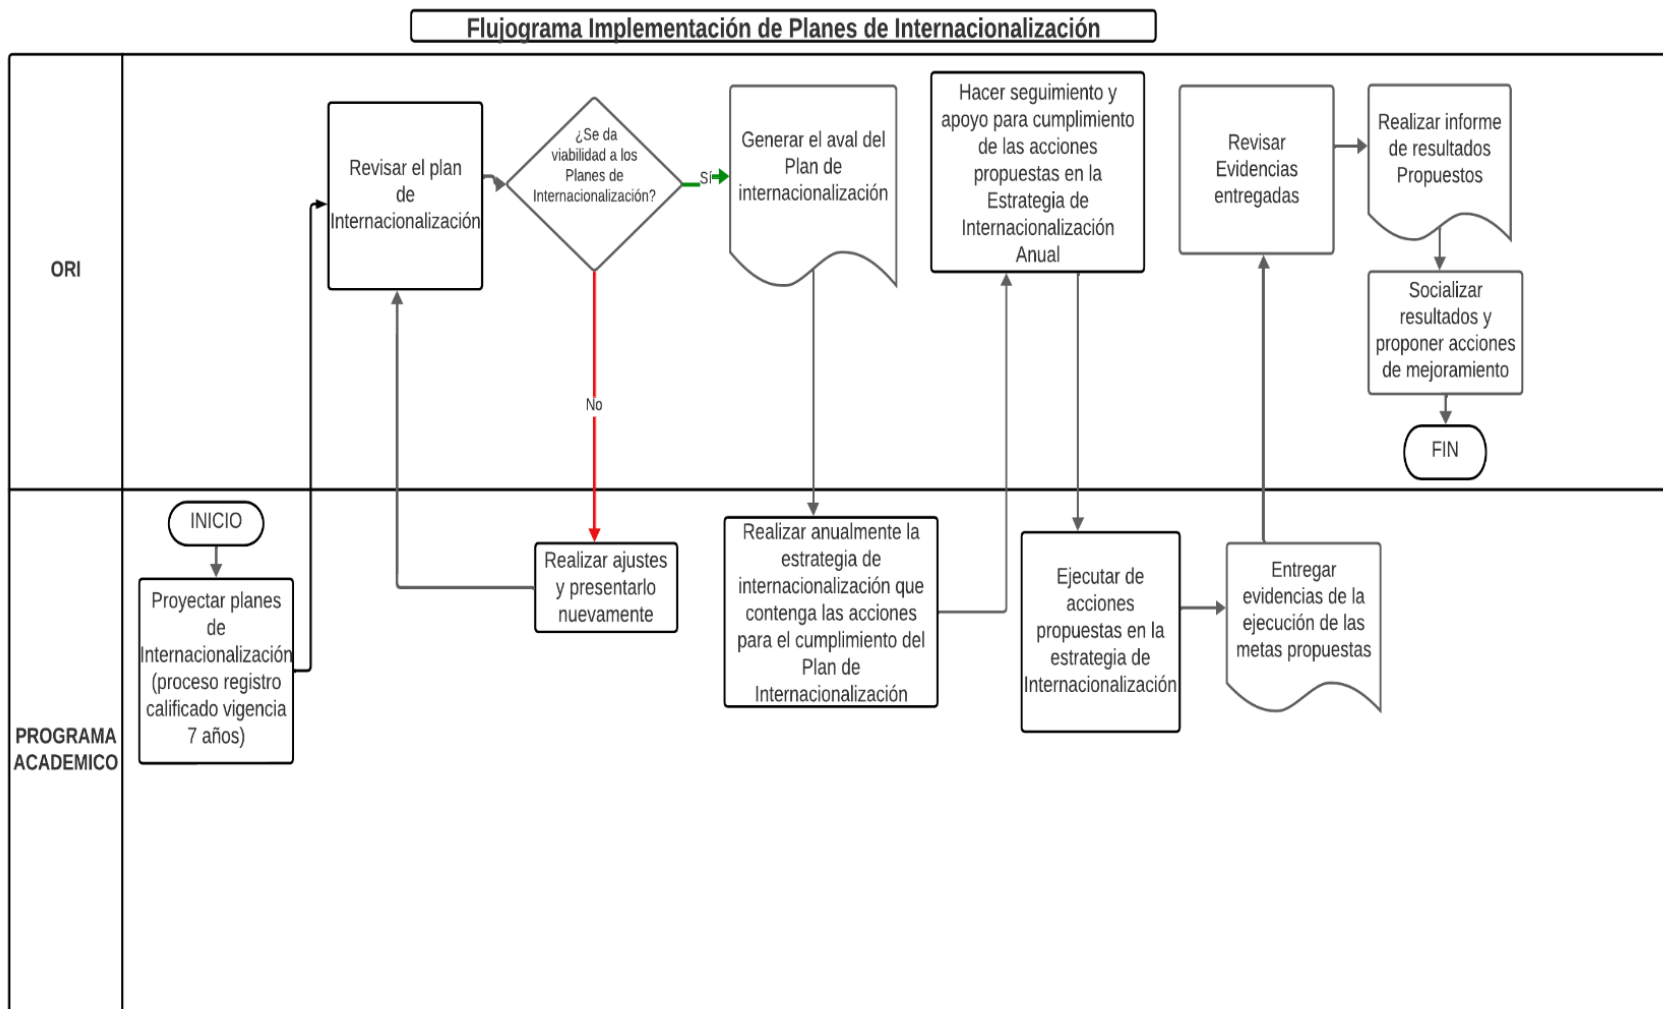 Flujograma Implementación de Planes de Internacionalización
ORI
Revisar el plan
de
Internacionalización
¿Se da
viabilidad a los
Planes de
Internacionalización?
Sí
No
Generar el aval del
Plan de
internacionalización
Hacer seguimiento y
apoyo para cumplimiento
de las acciones
propuestas en la
Estrategia de
Internacionalización
Anual
Revisar
Evidencias
entregadas
Realizar informe
de resultados
Propuestos
Socializar
resultados y
proponer acciones
de mejoramiento
FIN
PROGRAMA
ACADEMICO
INICIO
Proyectar planes
de
Internacionalización
(proceso registro
calificado vigencia
7 años)
Realizar ajustes
y presentarlo
nuevamente
Realizar anualmente la
estrategia de
internacionalización que
contenga las acciones
para el cumplimiento del
Plan de
Internacionalización
Ejecutar de
acciones
propuestas en la
estrategia de
Internacionalización
Entregar
evidencias de la
ejecución de las
metas propuestas